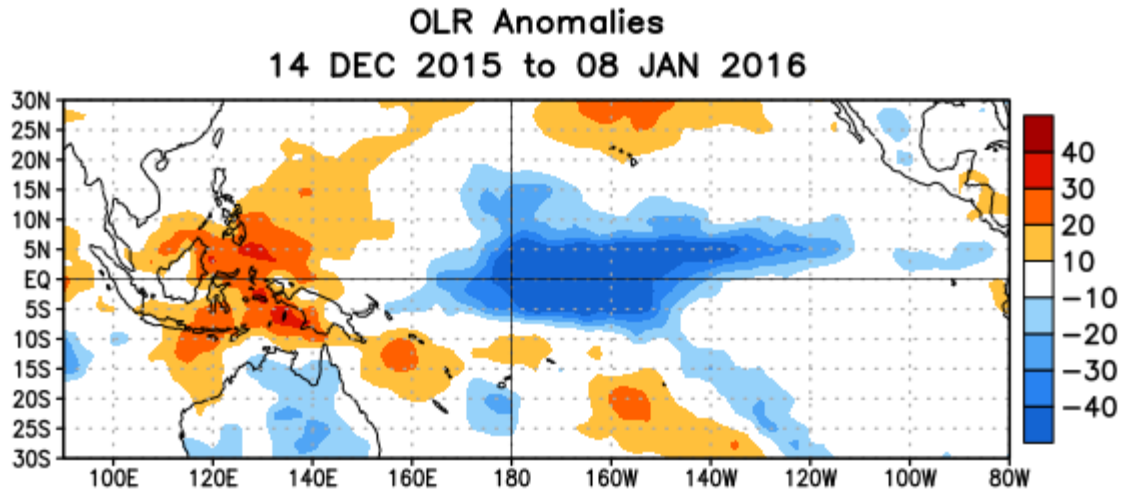 OLR Anomalies
14 DEC 2015 to 08 JAN 2016
30N
25N
20N
15N
10N
5N
EQ
5S
10S
15S
20S
25S
30S
100E 120E 140E 160E 180 160W 140W 120W 100W 80W
40
30
20
10
-10
-20
-30
-40